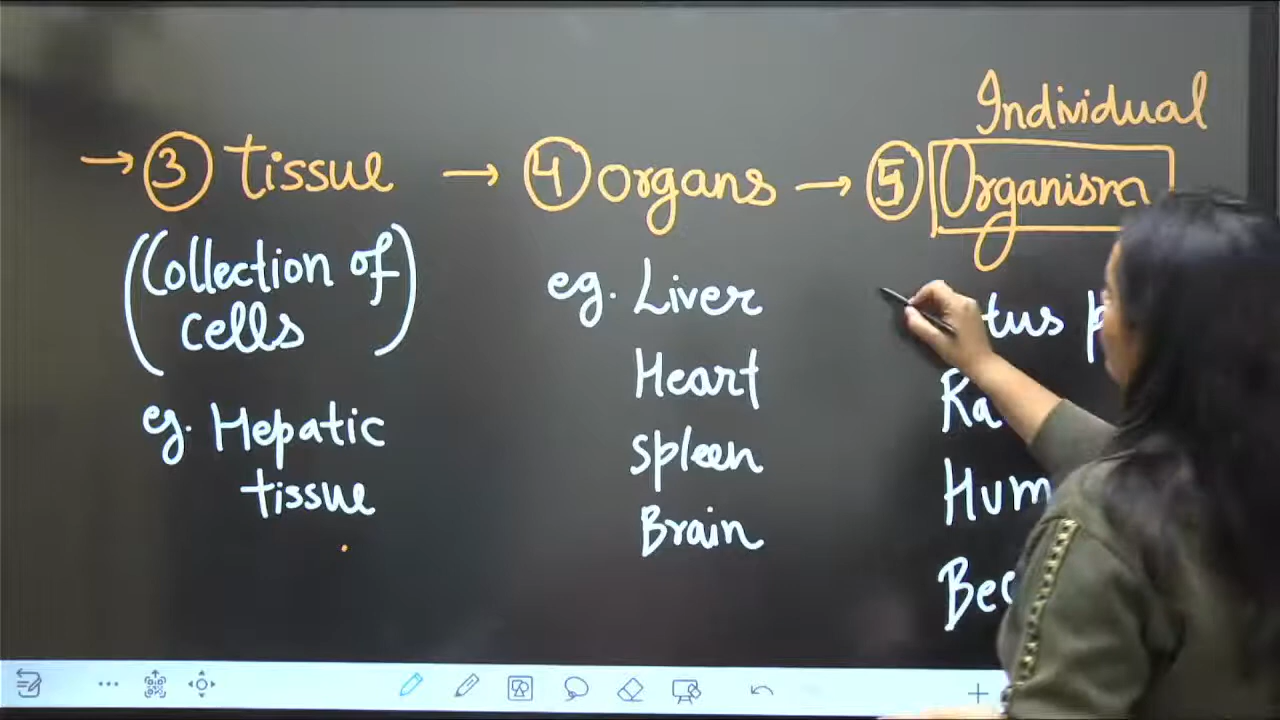 Individual
→ ③ tissue → ④ organs → ⑤ Organism
(Collection of
cells)
eg. Hepatic
tissue
eg. Liver
Heart
spleen
Brain